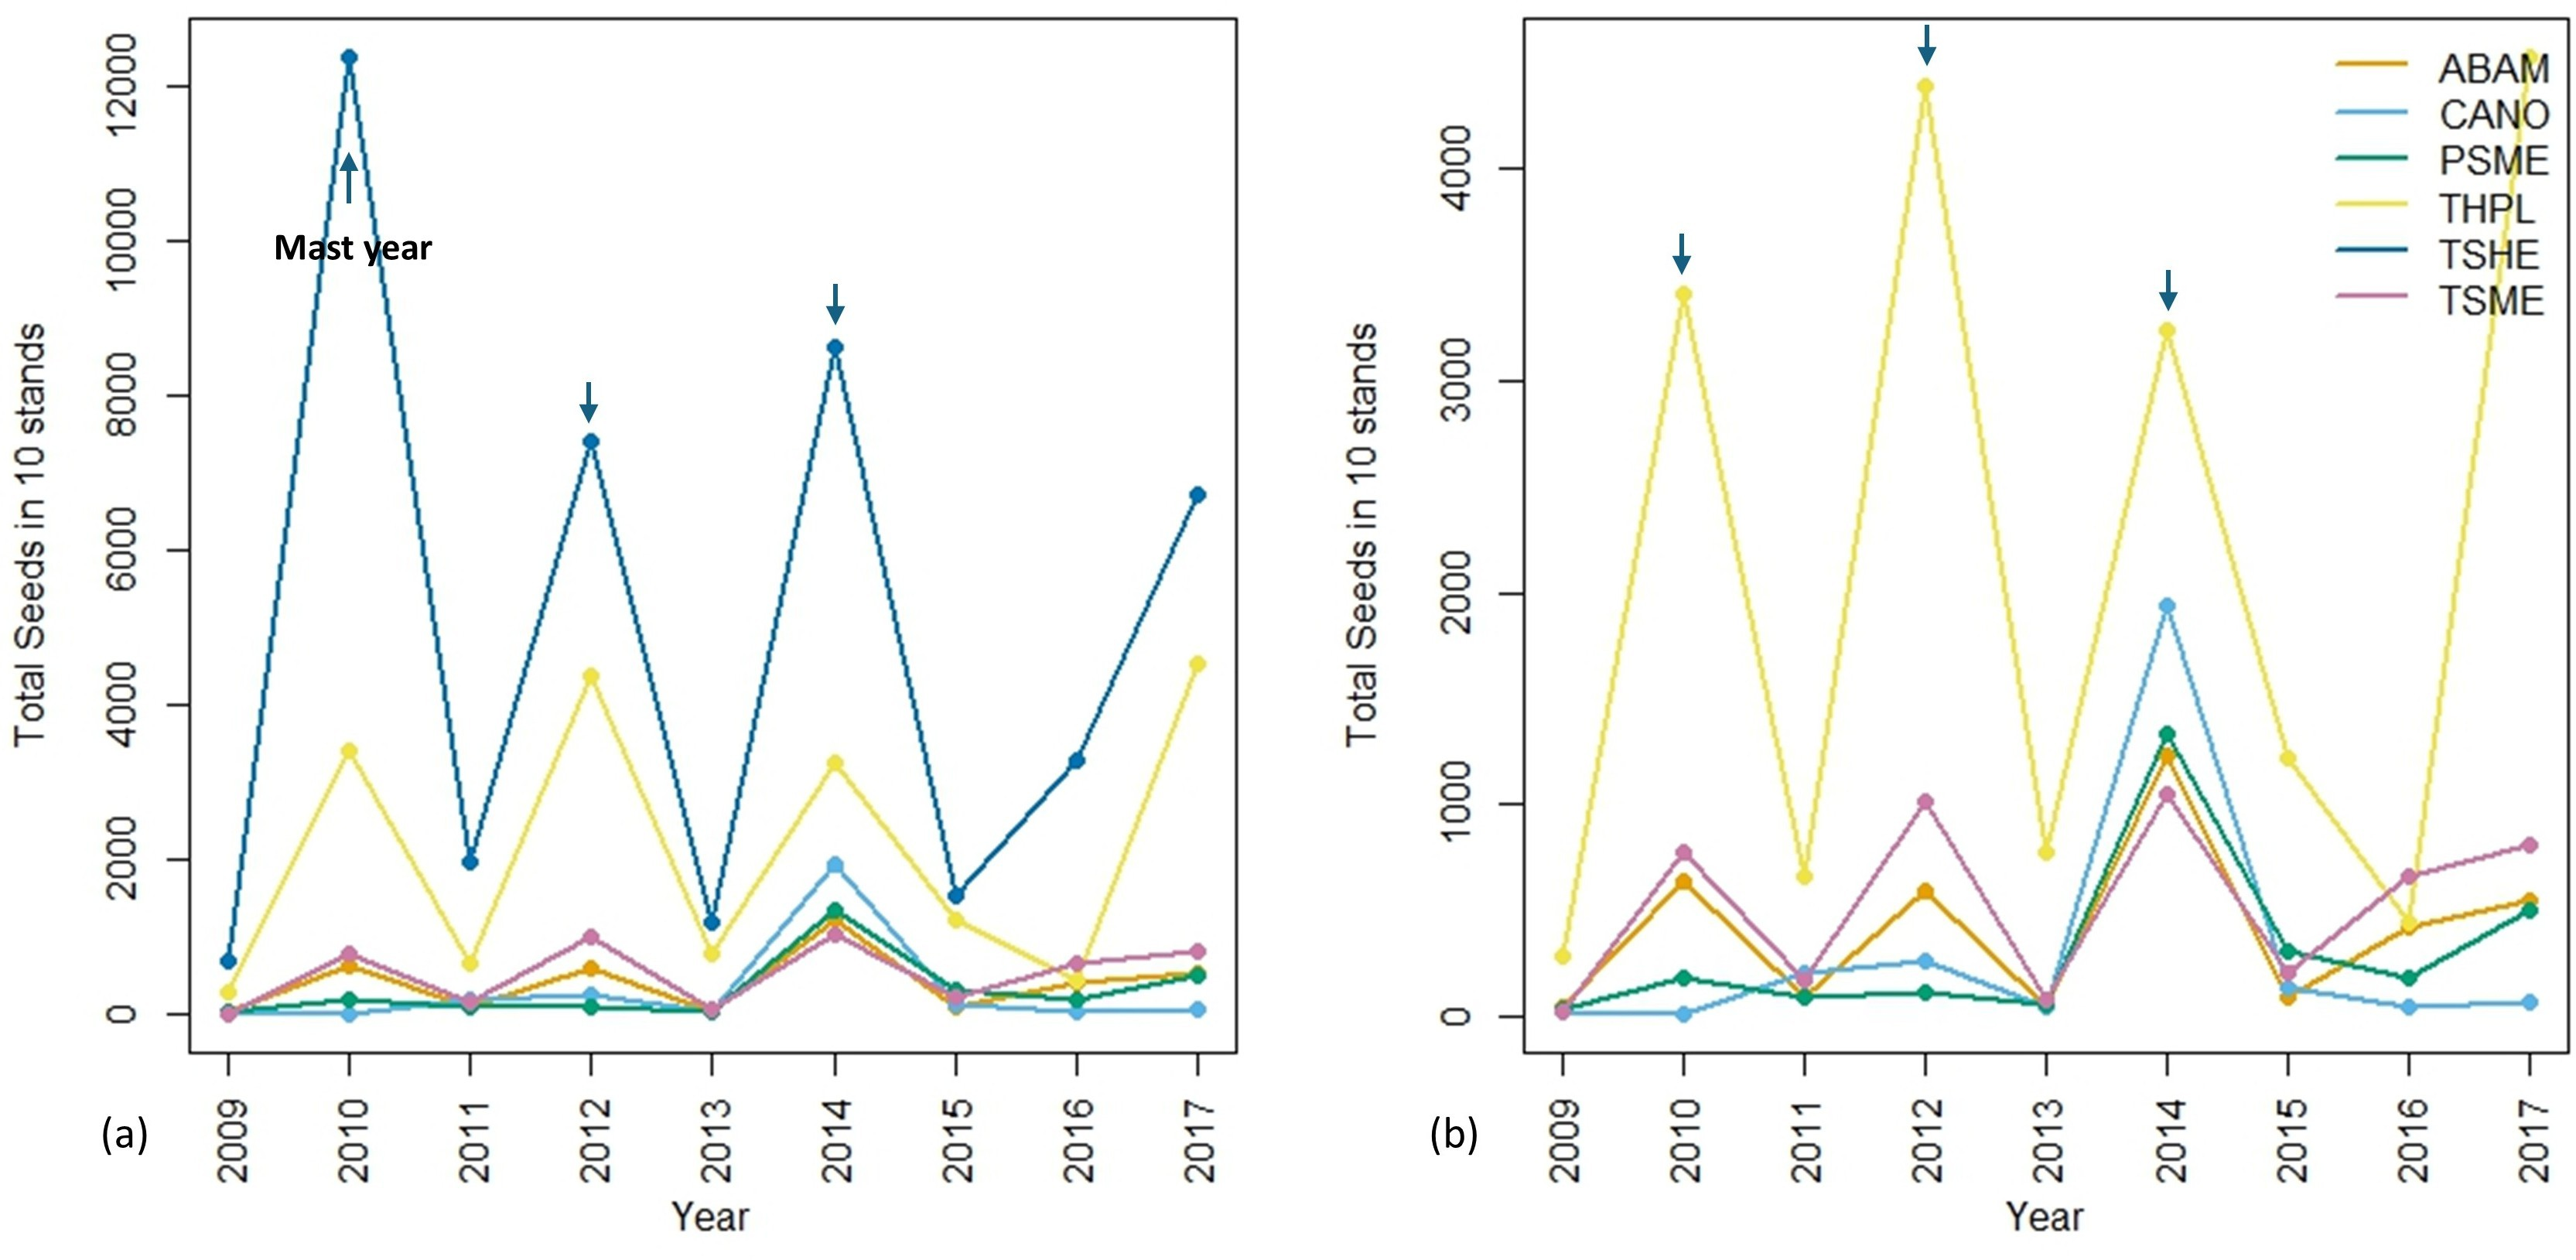 Total Seeds in 10 stands
12000
10000
8000
6000
4000
2000
0
Mast year
2009
2010
2011
2012
2013
2014
2015
2016
2017
Year
(a)
Total Seeds in 10 stands
4000
3000
2000
1000
0
ABAM
CANO
PSME
THPL
TSHE
TSME
2009
2010
2011
2012
2013
2014
2015
2016
2017
Year
(b)